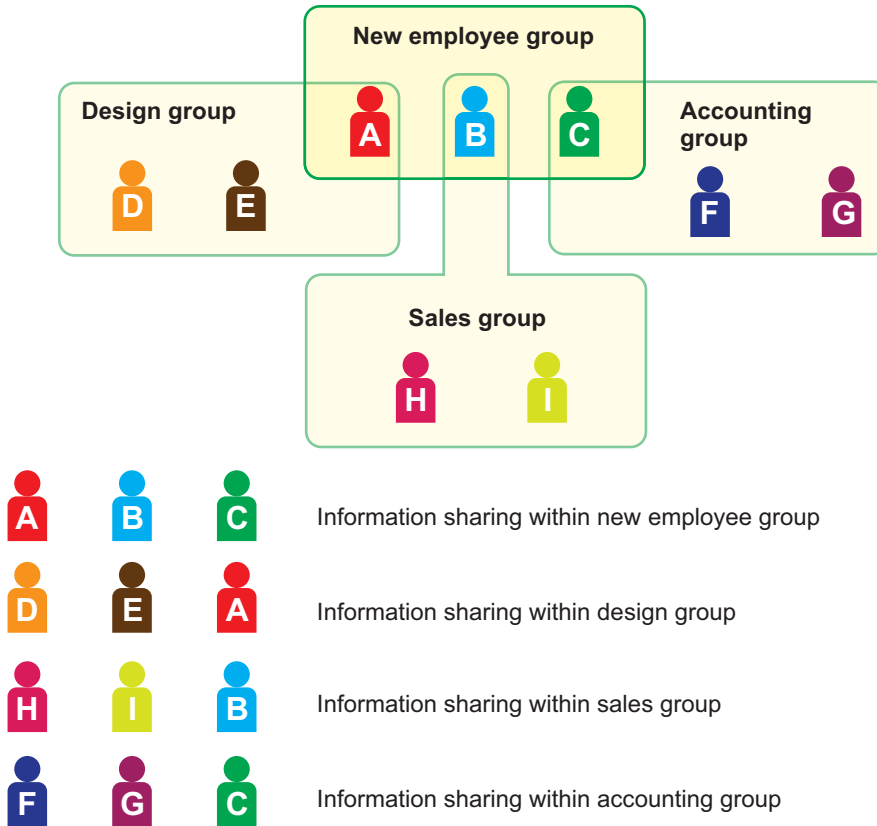 New employee group
Design group
Accounting
group
A
B
C
D
E
F
G
Sales group
H
I
A B C Information sharing within new employee group
D E A Information sharing within design group
H I B Information sharing within sales group
F G C Information sharing within accounting group